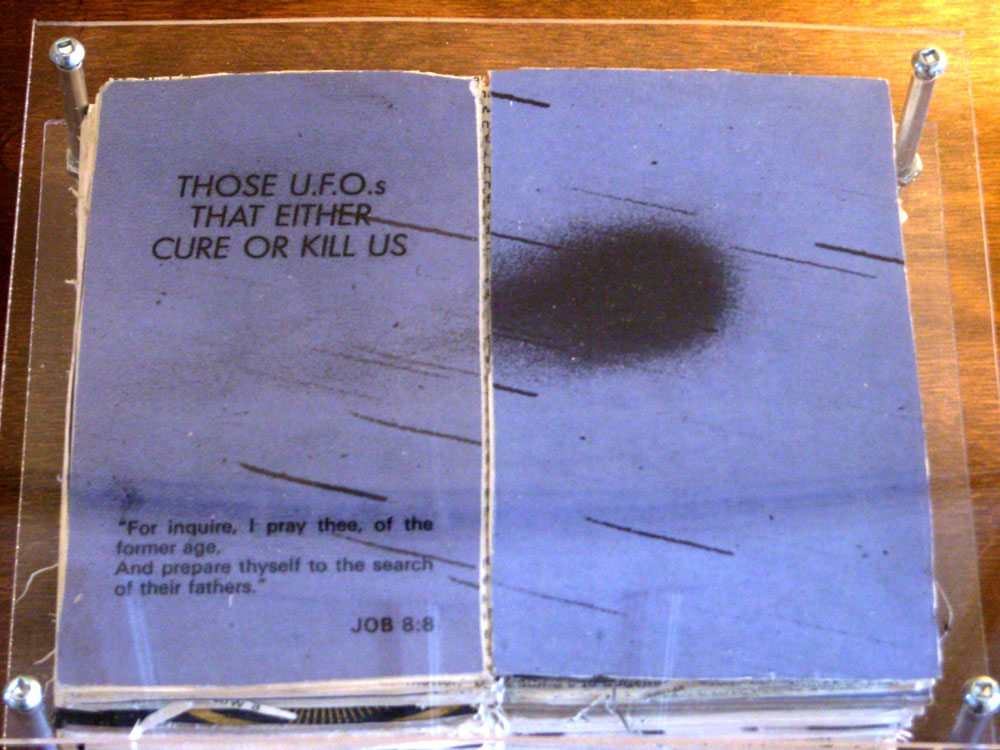 THOSE U.F.O.s
THAT EITHER
CURE OR KILL US
"For inquire, I pray thee, of the
former age,
And prepare thyself to the search
of their fathers."
JOB 8:8